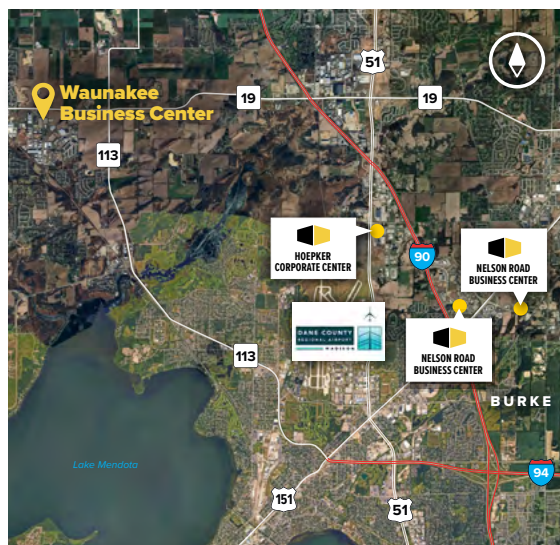 51
Waunakee
Business Center
19
19
113
HOEPKER
CORPORATE CENTER
90
NELSON ROAD
BUSINESS CENTER
DANE COUNTY
REGIONAL AIRPORT
MADISON
NELSON ROAD
BUSINESS CENTER
113
BURKE
Lake Mendota
94
151
51